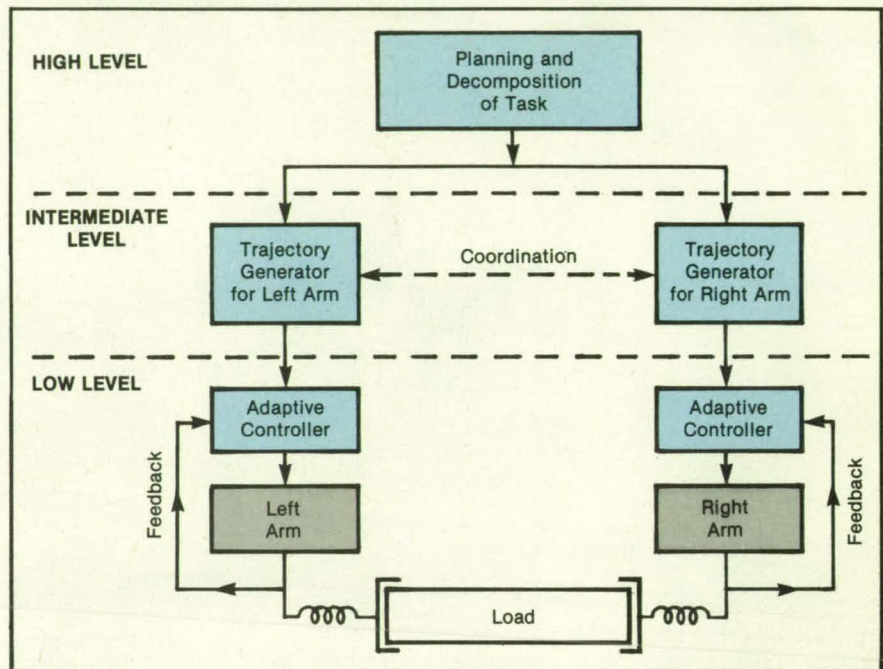 HIGH LEVEL
Planning and
Decomposition
of Task
INTERMEDIATE
LEVEL
Trajectory
Generator
for Left Arm
Coordination
Trajectory
Generator
for Right Arm
LOW LEVEL
Adaptive
Controller
Adaptive
Controller
Feedback
Left
Arm
Right
Arm
Feedback
Load